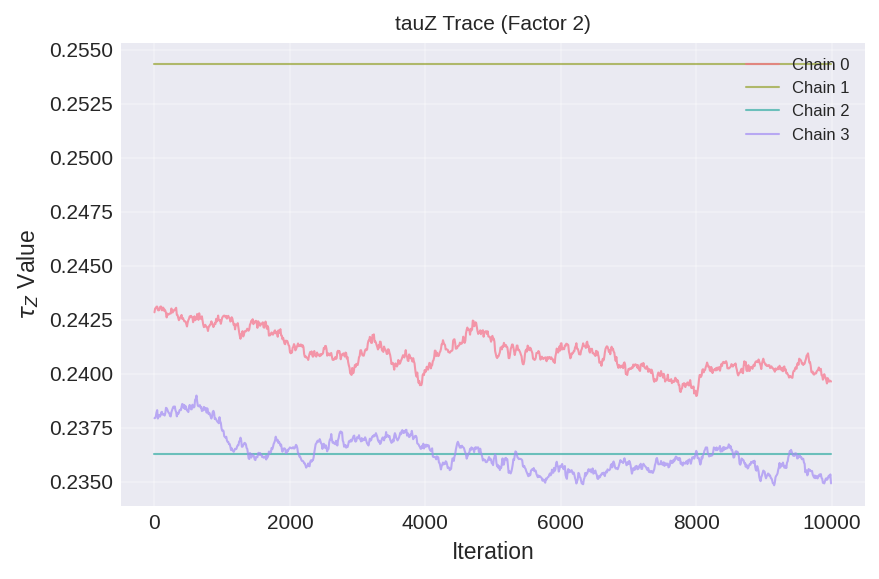 tauZ Trace (Factor 2)
Chain 0
Chain 1
Chain 2
Chain 3
0.2550
0.2525
0.2500
0.2475
0.2450
0.2425
0.2400
0.2375
0.2350
τZ Value
0 2000 4000 6000 8000 10000
Iteration